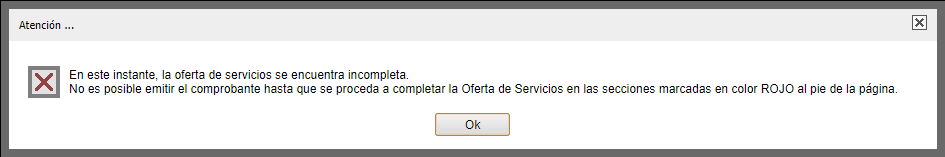 Atención ...
En este instante, la oferta de servicios se encuentra incompleta.
No es posible emitir el comprobante hasta que se proceda a completar la Oferta de Servicios en las secciones marcadas en color ROJO al pie de la página.
Ok